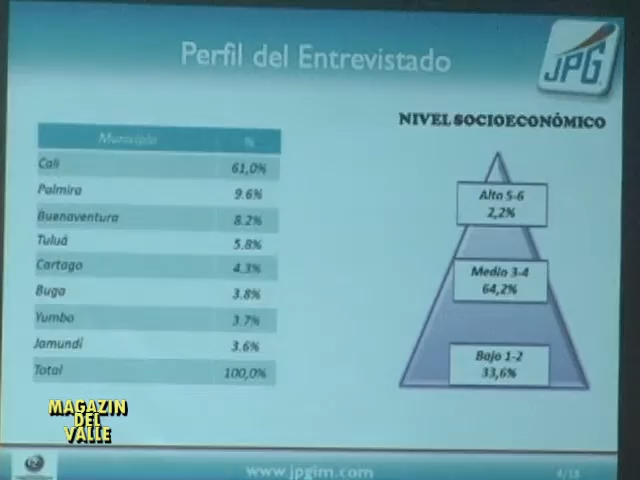 Perfil del Entrevistado
JPG
NIVEL SOCIOECONÓMICO
Municipio %
Cali 61,0%
Palmira 9.6%
Buenaventura 8.2%
Tuluá 5.8%
Cartago 4.3%
Buga 3.8%
Yumbo 3.7%
Jamundí 3.6%
Total 100,0%
Alto 5-6
2,2%
Medio 3-4
64,2%
Bajo 1-2
33,6%
MAGAZIN
DEL
VALLE
www.jpgim.com